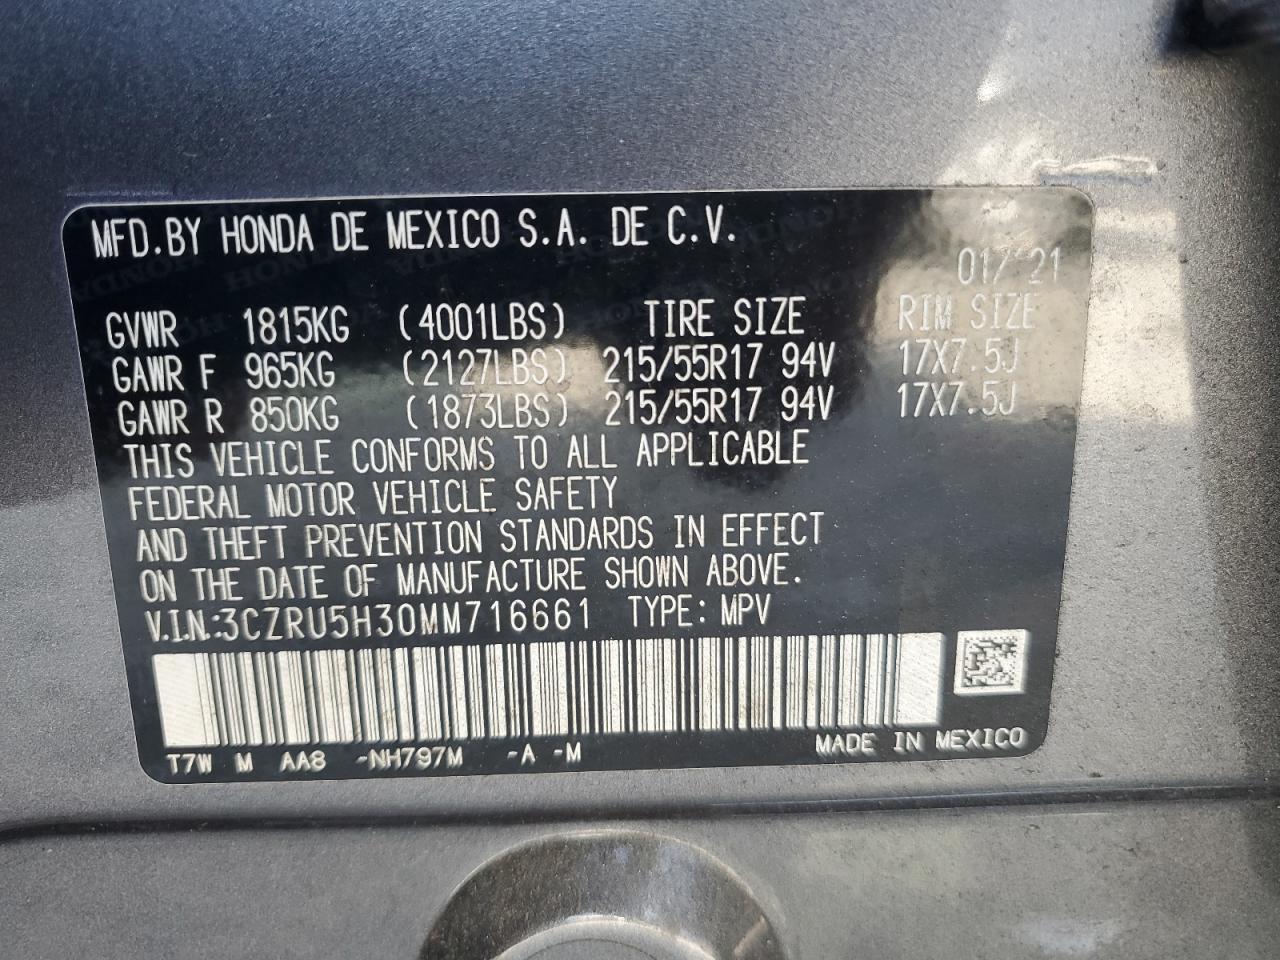 MFD.BY HONDA DE MEXICO S.A. DE C.V.
01/ 21
GVWR 1815KG (4001LBS) TIRE SIZE RIM SIZE
GAWR F 965KG (2127LBS) 215/55R17 94V 17X7.5J
GAWR R 850KG (1873LBS) 215/55R17 94V 17X7.5J
THIS VEHICLE CONFORMS TO ALL APPLICABLE
FEDERAL MOTOR VEHICLE SAFETY
AND THEFT PREVENTION STANDARDS IN EFFECT
ON THE DATE OF MANUFACTURE SHOWN ABOVE.
V.I.N.:3CZRU5H30MM716661 TYPE: MPV
T7W M AA8 -NH797M -A -M MADE IN MEXICO